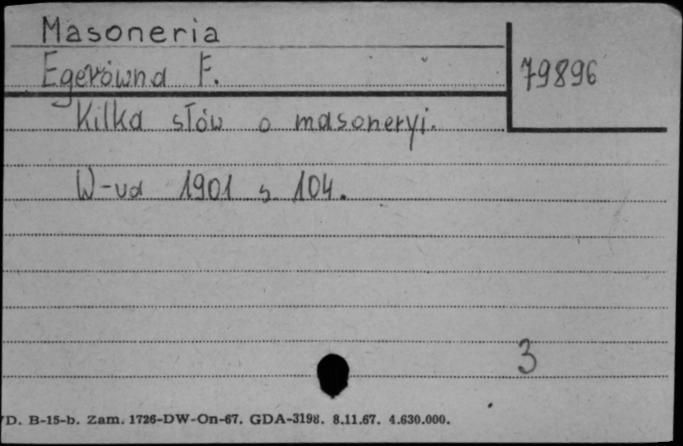 Masoneria
Egerówna F.
79896
Kilka słów o masoneryi.
W-va 1901 s. 104.
3
D. B-15-b. Zam. 1726-DW-On-67. GDA-3198. 8.11.67. 4.630.000.